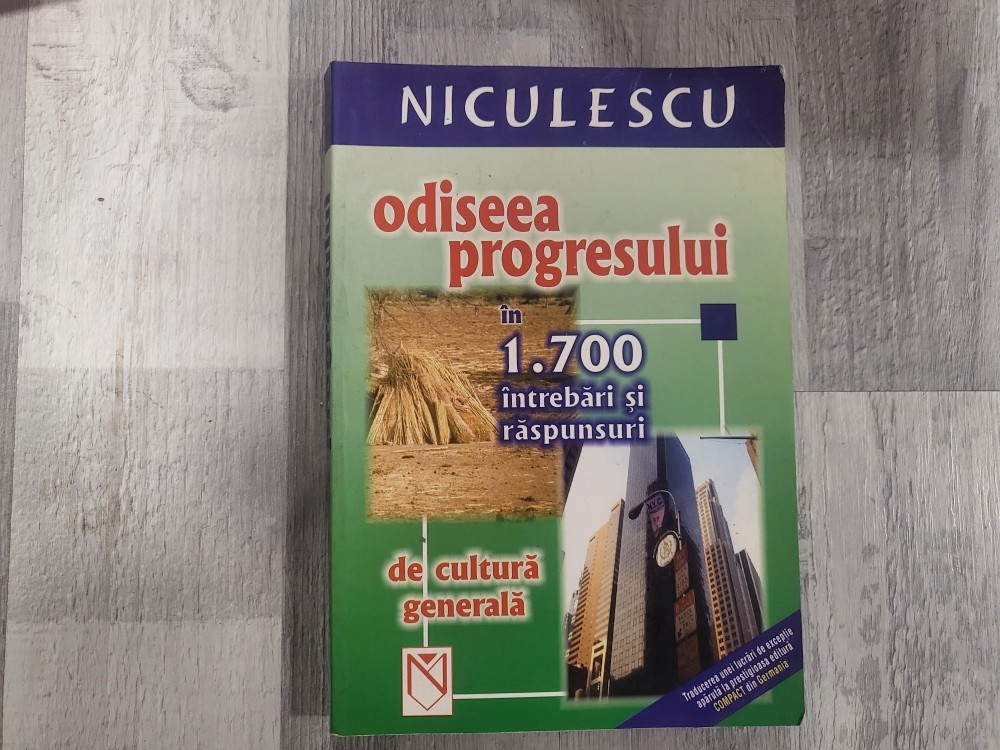 NICULESCU
odiseea
progresului
în
1.700
întrebări și
răspunsuri
N.Y.C.
de cultură
generală
Traducerea unei lucrări de excepție
apărută la prestigioasa editură
COMPACT din Germania